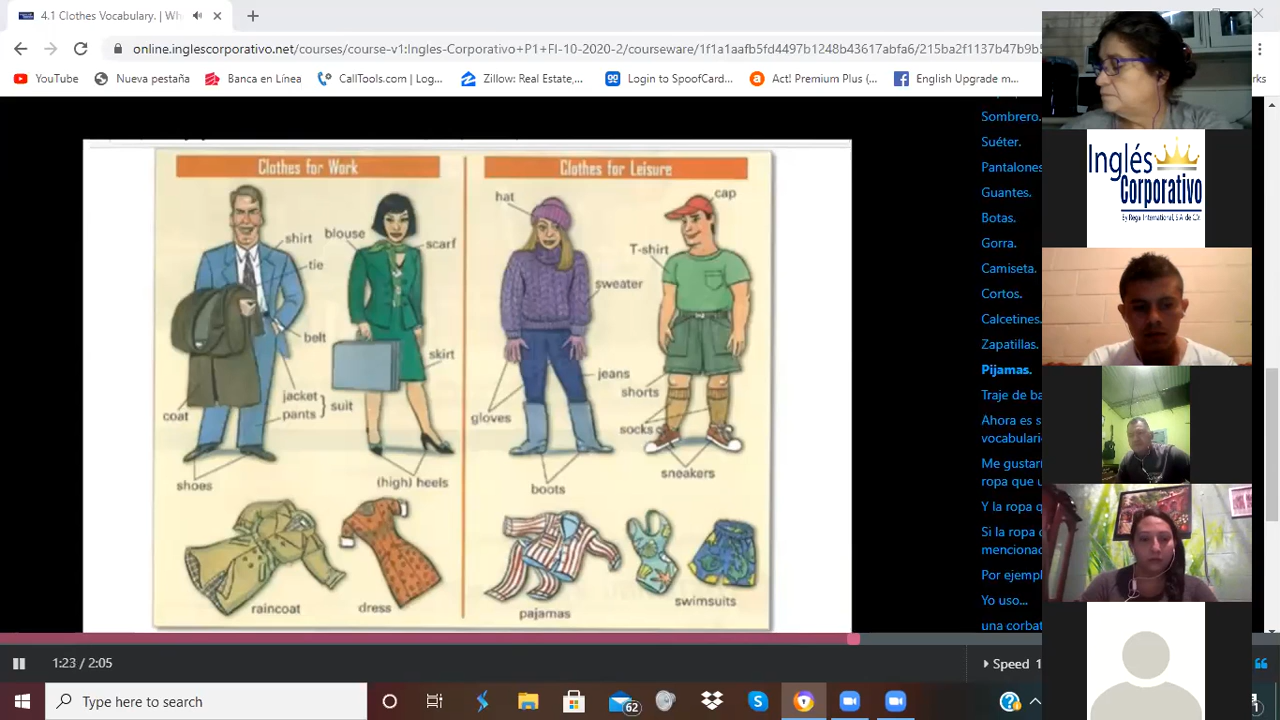 4.1 Clothes Vocabulary.
online.inglescorporativo.net/courses/course-v1:Ingles-Corporativo+P1+FI-10-2020-2/courseware/1f1a1aafb5fd4497b1248b43617abfa6/215ba2f1137b47b9b5
YouTube
Nueva pestaña
Banca en Línea
CallTools.com | Log...
Zillow: Real Estate,...
Login to SpoofCard...
Act! Premium Plus (...
English Upgrade m...
Clothes for Work
Clothes for Leisure
hat
cap
shirt
blouse
scarf
T-shirt
tie
sweater
belt
skirt
jeans
shorts
jacket
pants
suit
coat
gloves
socks
sneakers
shoes
(high) heels
boots
raincoat
dress
pajamas
swimsuits
Sombrero.
Suéter.
Pantalones
Guantes.
Botas.
Gorra.
Camiseta.
Cortos.
Calcetines.
Zapatillas.
Pijamas.
Traje de ba
Ahora es s
vocabulari
Me gustarí
ropa que u
Y la ropa q
Si la ropa
mencionad
Por ejempl
Yo uso...
una corbat
Inglés
Corporativo
1:23 / 2:05
Speed 1
Type here to search
62